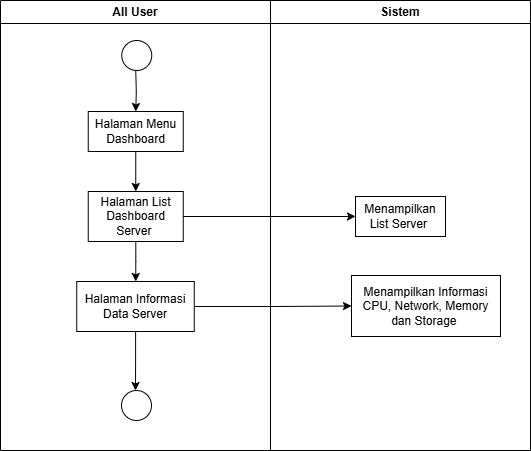 All User
Sistem
Halaman Menu
Dashboard
Halaman List
Dashboard
Server
Menampilkan
List Server
Halaman Informasi
Data Server
Menampilkan Informasi
CPU, Network, Memory
dan Storage